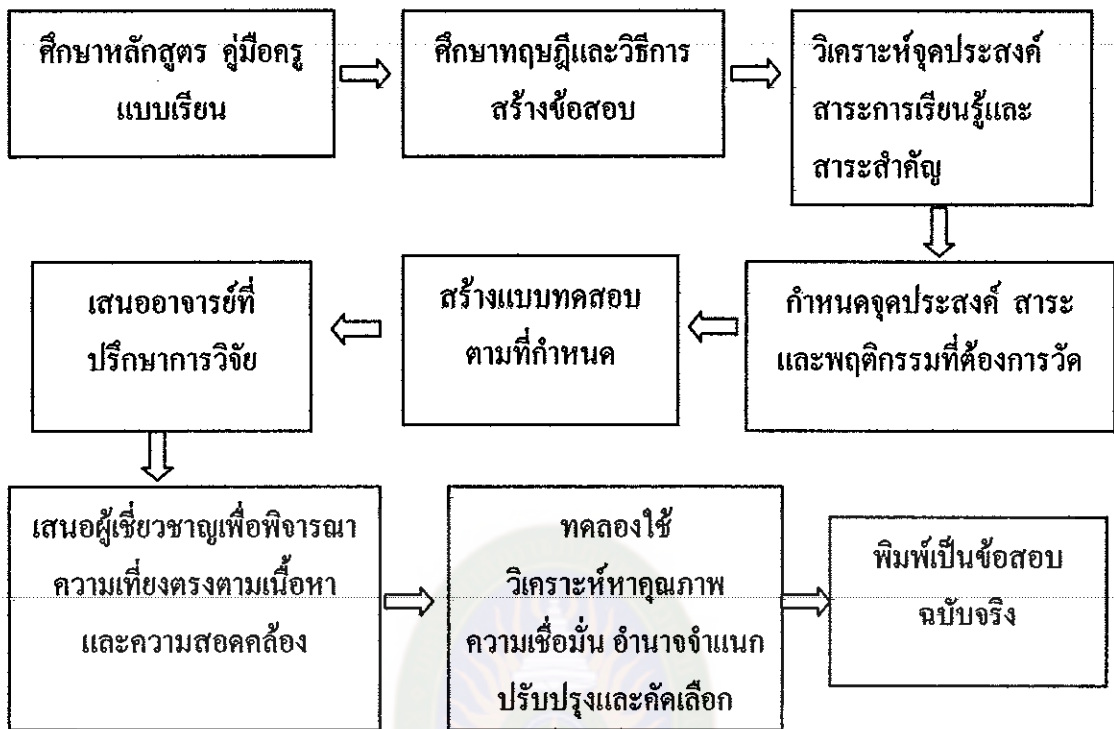 ศึกษาหลักสูตร คู่มือครู
แบบเรียน
ศึกษาทฤษฎีและวิธีการ
สร้างข้อสอบ
วิเคราะห์จุดประสงค์
สาระการเรียนรู้และ
สาระสำคัญ
กำหนดจุดประสงค์ สาระ
และพฤติกรรมที่ต้องการวัด
สร้างแบบทดสอบ
ตามที่กำหนด
เสนออาจารย์ที่
ปรึกษาการวิจัย
เสนอผู้เชี่ยวชาญเพื่อพิจารณา
ความเที่ยงตรงตามเนื้อหา
และความสอดคล้อง
ทดลองใช้
วิเคราะห์หาคุณภาพ
ความเชื่อมั่น อำนาจจำแนก
ปรับปรุงและคัดเลือก
พิมพ์เป็นข้อสอบ
ฉบับจริง